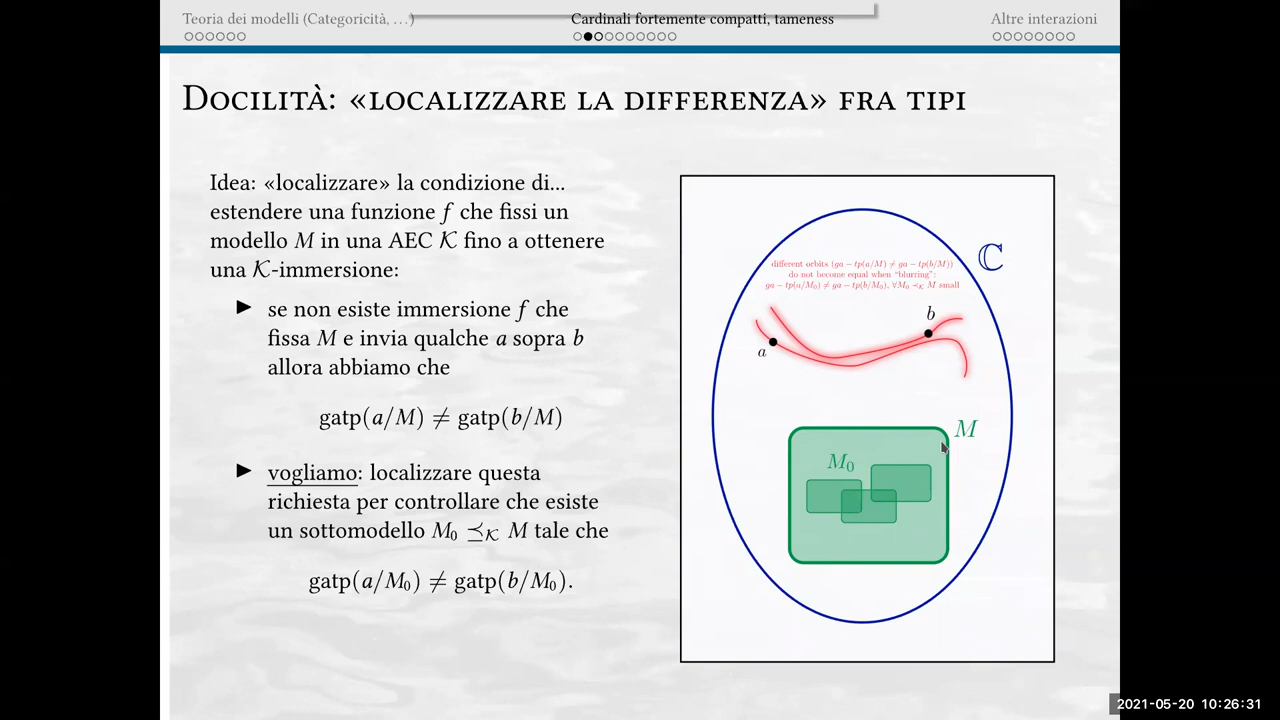 Teoria dei modelli (Categoricità, …) Cardinali fortemente compatti, tameness Altre interazioni
Docilità: «localizzare la differenza» fra tipi
Idea: «localizzare» la condizione di...
estendere una funzione f che fissi un
modello M in una AEC 𝒦 fino a ottenere
una 𝒦-immersione:
▶ se non esiste immersione f che
fissa M e invia qualche a sopra b
allora abbiamo che
gatp(a/M) ≠ gatp(b/M)
▶ vogliamo: localizzare questa
richiesta per controllare che esiste
un sottomodello M₀ ⪯𝒦 M tale che
gatp(a/M₀) ≠ gatp(b/M₀).
ℂ
different orbits (ga − tp(a/M) ≠ ga − tp(b/M))
do not become equal when "blurring":
ga − tp(a/M₀) ≠ ga − tp(b/M₀), ∀M₀ ≺𝒦 M small
b
a
M
M₀
2021-05-20 10:26:31